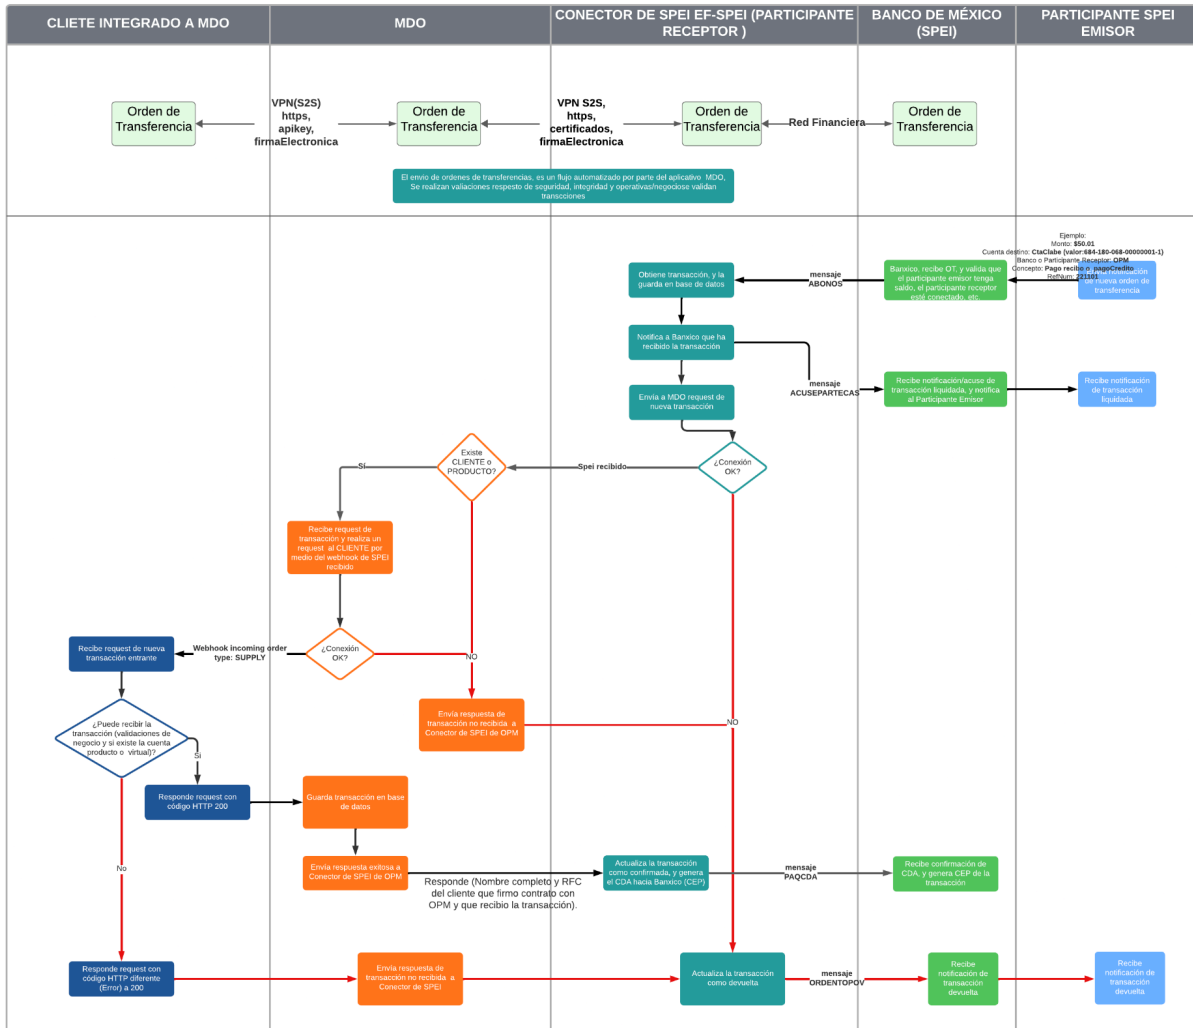 CLIETE INTEGRADO A MDO
MDO
CONECTOR DE SPEI EF-SPEI (PARTICIPANTE
RECEPTOR )
BANCO DE MÉXICO
(SPEI)
PARTICIPANTE SPEI
EMISOR
Orden de
Transferencia
VPN(S2S)
https,
apikey,
firmaElectronica
Orden de
Transferencia
VPN S2S,
https,
certificados,
firmaElectronica
Orden de
Transferencia
Red Financiera
Orden de
Transferencia
El envio de ordenes de transferencias, es un flujo automatizado por parte del aplicativo MDO,
Se realizan valiaciones respesto de seguridad, integridad y operativas/negociose validan
transcciones
Ejemplo:
Monto: $50.01
Cuenta destino: CtaClabe (valor:684-180-068-00000001-1)
Banco o Participante Receptor: OPM
Concepto: Pago recibo o pagoCredito
RefNum: 221101
de nueva orden de
transferencia
Banxico, recibe OT, y valida que
el participante emisor tenga
saldo, el participante receptor
esté conectado, etc.
mensaje
ABONOS
Obtiene transacción, y la
guarda en base de datos
Notifica a Banxico que ha
recibido la transacción
mensaje
ACUSEPARTECAS
Recibe notificación/acuse de
transacción liquidada, y notifica
al Participante Emisor
Recibe notificación
de transacción
liquidada
Envía a MDO request de
nueva transacción
¿Conexión
OK?
Spei recibido
Existe
CLIENTE o
PRODUCTO?
Sí
Recibe request de
transacción y realiza un
request al CLIENTE por
medio del webhook de SPEI
recibido
¿Conexión
OK?
NO
Webhook incoming order
type: SUPPLY
Recibe request de nueva
transacción entrante
Envía respuesta de
transacción no recibida a
Conector de SPEI de OPM
NO
¿Puede recibir la
transacción (validaciones de
negocio y si existe la cuenta
producto o virtual)?
Si
Responde request con
código HTTP 200
Guarda transacción en base
de datos
Envía respuesta exitosa a
Conector de SPEI de OPM
Responde (Nombre completo y RFC
del cliente que firmo contrato con
OPM y que recibio la transacción).
Actualiza la transacción
como confirmada, y genera
el CDA hacia Banxico (CEP)
mensaje
PAQCDA
Recibe confirmación de
CDA, y genera CEP de la
transacción
No
Responde request con
código HTTP diferente
(Error) a 200
Envía respuesta de
transacción no recibida a
Conector de SPEI
Actualiza la transacción
como devuelta
mensaje
ORDENTOPOV
Recibe
notificación de
transacción
devuelta
Recibe
notificación de
transacción
devuelta